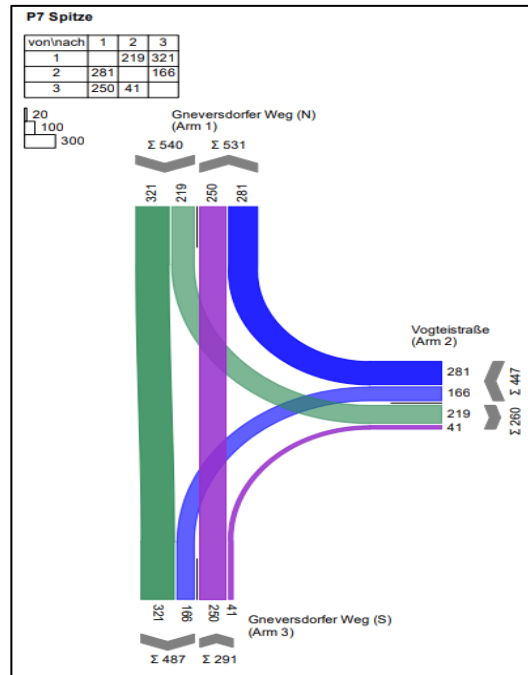 P7 Spitze
von\nach 1 2 3
1 219 321
2 281 166
3 250 41
20
100
300
Gneversdorfer Weg (N)
(Arm 1)
Σ 540 Σ 531
321 219 250 281
Vogteistraße
(Arm 2)
281
166
Σ 447
219
41
Σ 260
321 166 250 41
Gneversdorfer Weg (S)
(Arm 3)
Σ 487 Σ 291